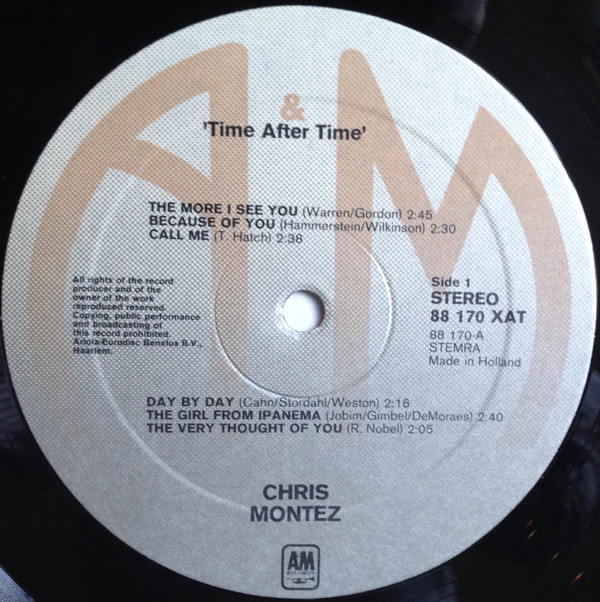 A&M
'Time After Time'
THE MORE I SEE YOU (Warren/Gordon) 2:45
BECAUSE OF YOU (Hammerstein/Wilkinson) 2:30
CALL ME (T. Hatch) 2:38
All rights of the record
producer and of the
owner of the work
reproduced reserved.
Copying, public performance
and broadcasting of
this record prohibited.
Ariola-Eurodisc Benelux B.V.,
Haarlem.
Side 1
STEREO
88 170 XAT
88 170-A
STEMRA
Made in Holland
DAY BY DAY (Cahn/Stordahl/Weston) 2:16
THE GIRL FROM IPANEMA (Jobim/Gimbel/DeMoraes) 2:40
THE VERY THOUGHT OF YOU (R. Nobel) 2:05
CHRIS
MONTEZ
AM
RECORDS